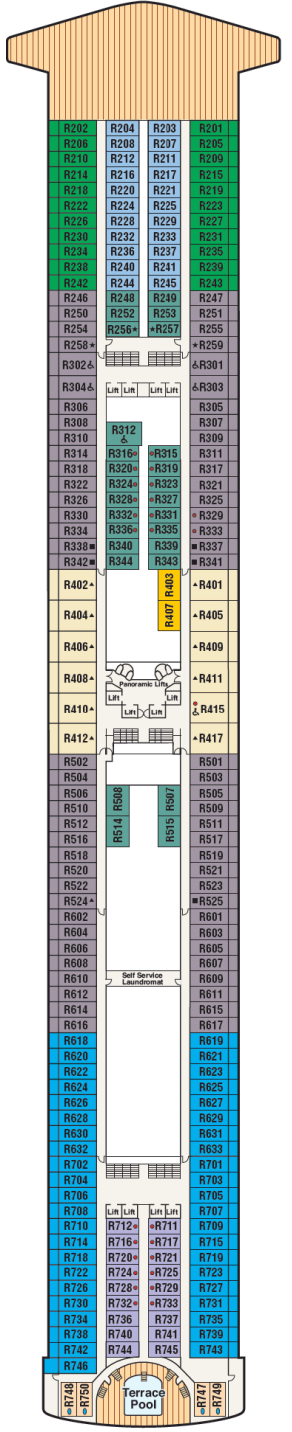 R202 R204 R203 R201
R206 R208 R207 R205
R210 R212 R211 R209
R214 R216 R217 R215
R218 R220 R221 R219
R222 R224 R225 R223
R226 R228 R229 R227
R230 R232 R233 R231
R234 R236 R237 R235
R238 R240 R241 R239
R242 R244 R245 R243
R246 R248 R249 R247
R250 R252 R253 R251
R254 R256★ ★R257 R255
R258★ ★R259
R302♿ ♿R301
R304♿ Lift Lift Lift Lift ♿R303
R306 R305
R308 R307
R310 R312 ♿ R309
R314 R316● ●R315 R311
R318 R320● ●R319 R317
R322 R324● ●R323 R321
R326 R328● ●R327 R325
R330 R332● ●R331 ●R329
R334 R336● ●R335 ●R333
R338■ R340 R339 ■R337
R342■ R344 R343 ■R341
R402▲ R403 ▲R401
R404▲ R407 ▲R405
R406▲ ▲R409
R408▲ Panoramic Lifts ▲R411
Lift Lift
R410▲ Lift Lift ●♿R415
R412▲ ▲R417
R502 R501
R504 R503
R506 R508 R507 R505
R510 R509
R512 R514 R515 R511
R516 R517
R518 R519
R520 R521
R522 R523
R524▲ ■R525
R602 R601
R604 R603
R606 R605
R608 R607
R610 Self Service R609
Laundromat
R612 R611
R614 R615
R616 R617
R618 R619
R620 R621
R622 R623
R624 R625
R626 R627
R628 R629
R630 R631
R632 R633
R702 R701
R704 R703
R706 R705
R708 Lift Lift Lift Lift R707
R710 R712● ●R711 R709
R714 R716● ●R717 R715
R718 R720● ●R721 R719
R722 R724● ●R725 R723
R726 R728● ●R729 R727
R730 R732● ●R733 R731
R734 R736 R737 R735
R738 R740 R741 R739
R742 R744 R745 R743
R746
R748 R750 Terrace R747 R749
Pool